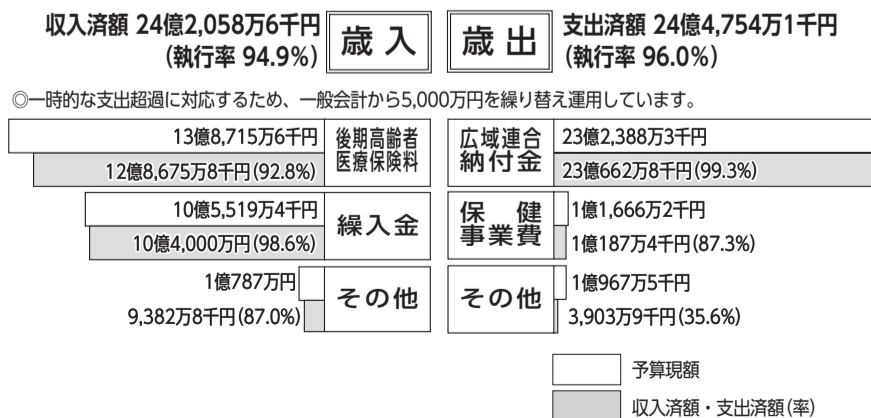 収入済額 24億2,058万6千円
(執行率 94.9%)
歳入
歳出
支出済額 24億4,754万1千円
(執行率 96.0%)
◎一時的な支出超過に対応するため、一般会計から5,000万円を繰り替え運用しています。
13億8,715万6千円
12億8,675万8千円(92.8%)
後期高齢者
医療保険料
広域連合
納付金
23億2,388万3千円
23億662万8千円(99.3%)
10億5,519万4千円
10億4,000万円(98.6%)
繰入金
保健
事業費
1億1,666万2千円
1億187万4千円(87.3%)
1億787万円
9,382万8千円(87.0%)
その他
その他
1億967万5千円
3,903万9千円(35.6%)
予算現額
収入済額・支出済額(率)